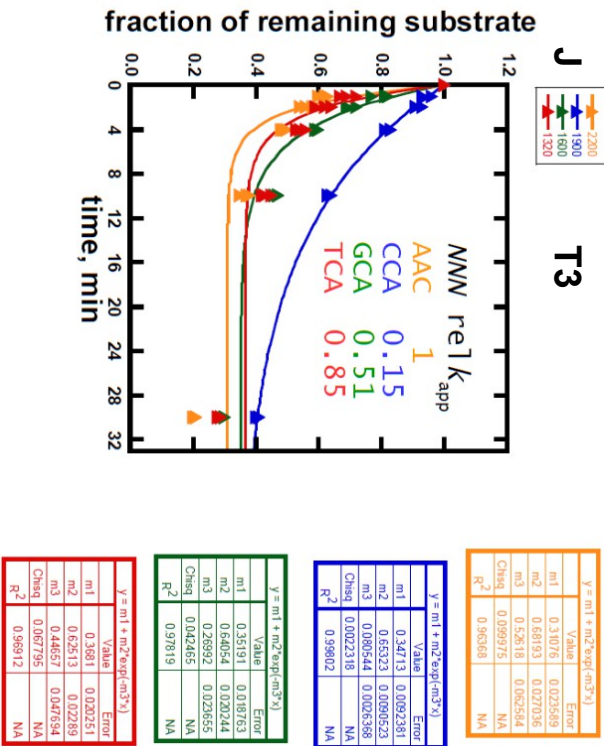 J
T3
2200
1900
1600
1320
fraction of remaining substrate
1.2
1.0
0.8
0.6
0.4
0.2
0.0
0 4 8 12 16 20 24 28 32
time, min
NNN relk app
AAC 1
CCA 0.15
GCA 0.51
TCA 0.85
y = m1 + m2*exp(-m3*x)
Value Error
m1 0.31076 0.023589
m2 0.68193 0.027036
m3 0.52618 0.062584
Chisq 0.099975 NA
R² 0.96368 NA
y = m1 + m2*exp(-m3*x)
Value Error
m1 0.34713 0.0092381
m2 0.65323 0.0090523
m3 0.080544 0.0026368
Chisq 0.0022318 NA
R² 0.99802 NA
y = m1 + m2*exp(-m3*x)
Value Error
m1 0.35191 0.018763
m2 0.64054 0.020244
m3 0.26992 0.023655
Chisq 0.042465 NA
R² 0.97819 NA
y = m1 + m2*exp(-m3*x)
Value Error
m1 0.3681 0.020251
m2 0.62513 0.02289
m3 0.44657 0.047694
Chisq 0.067795 NA
R² 0.96912 NA